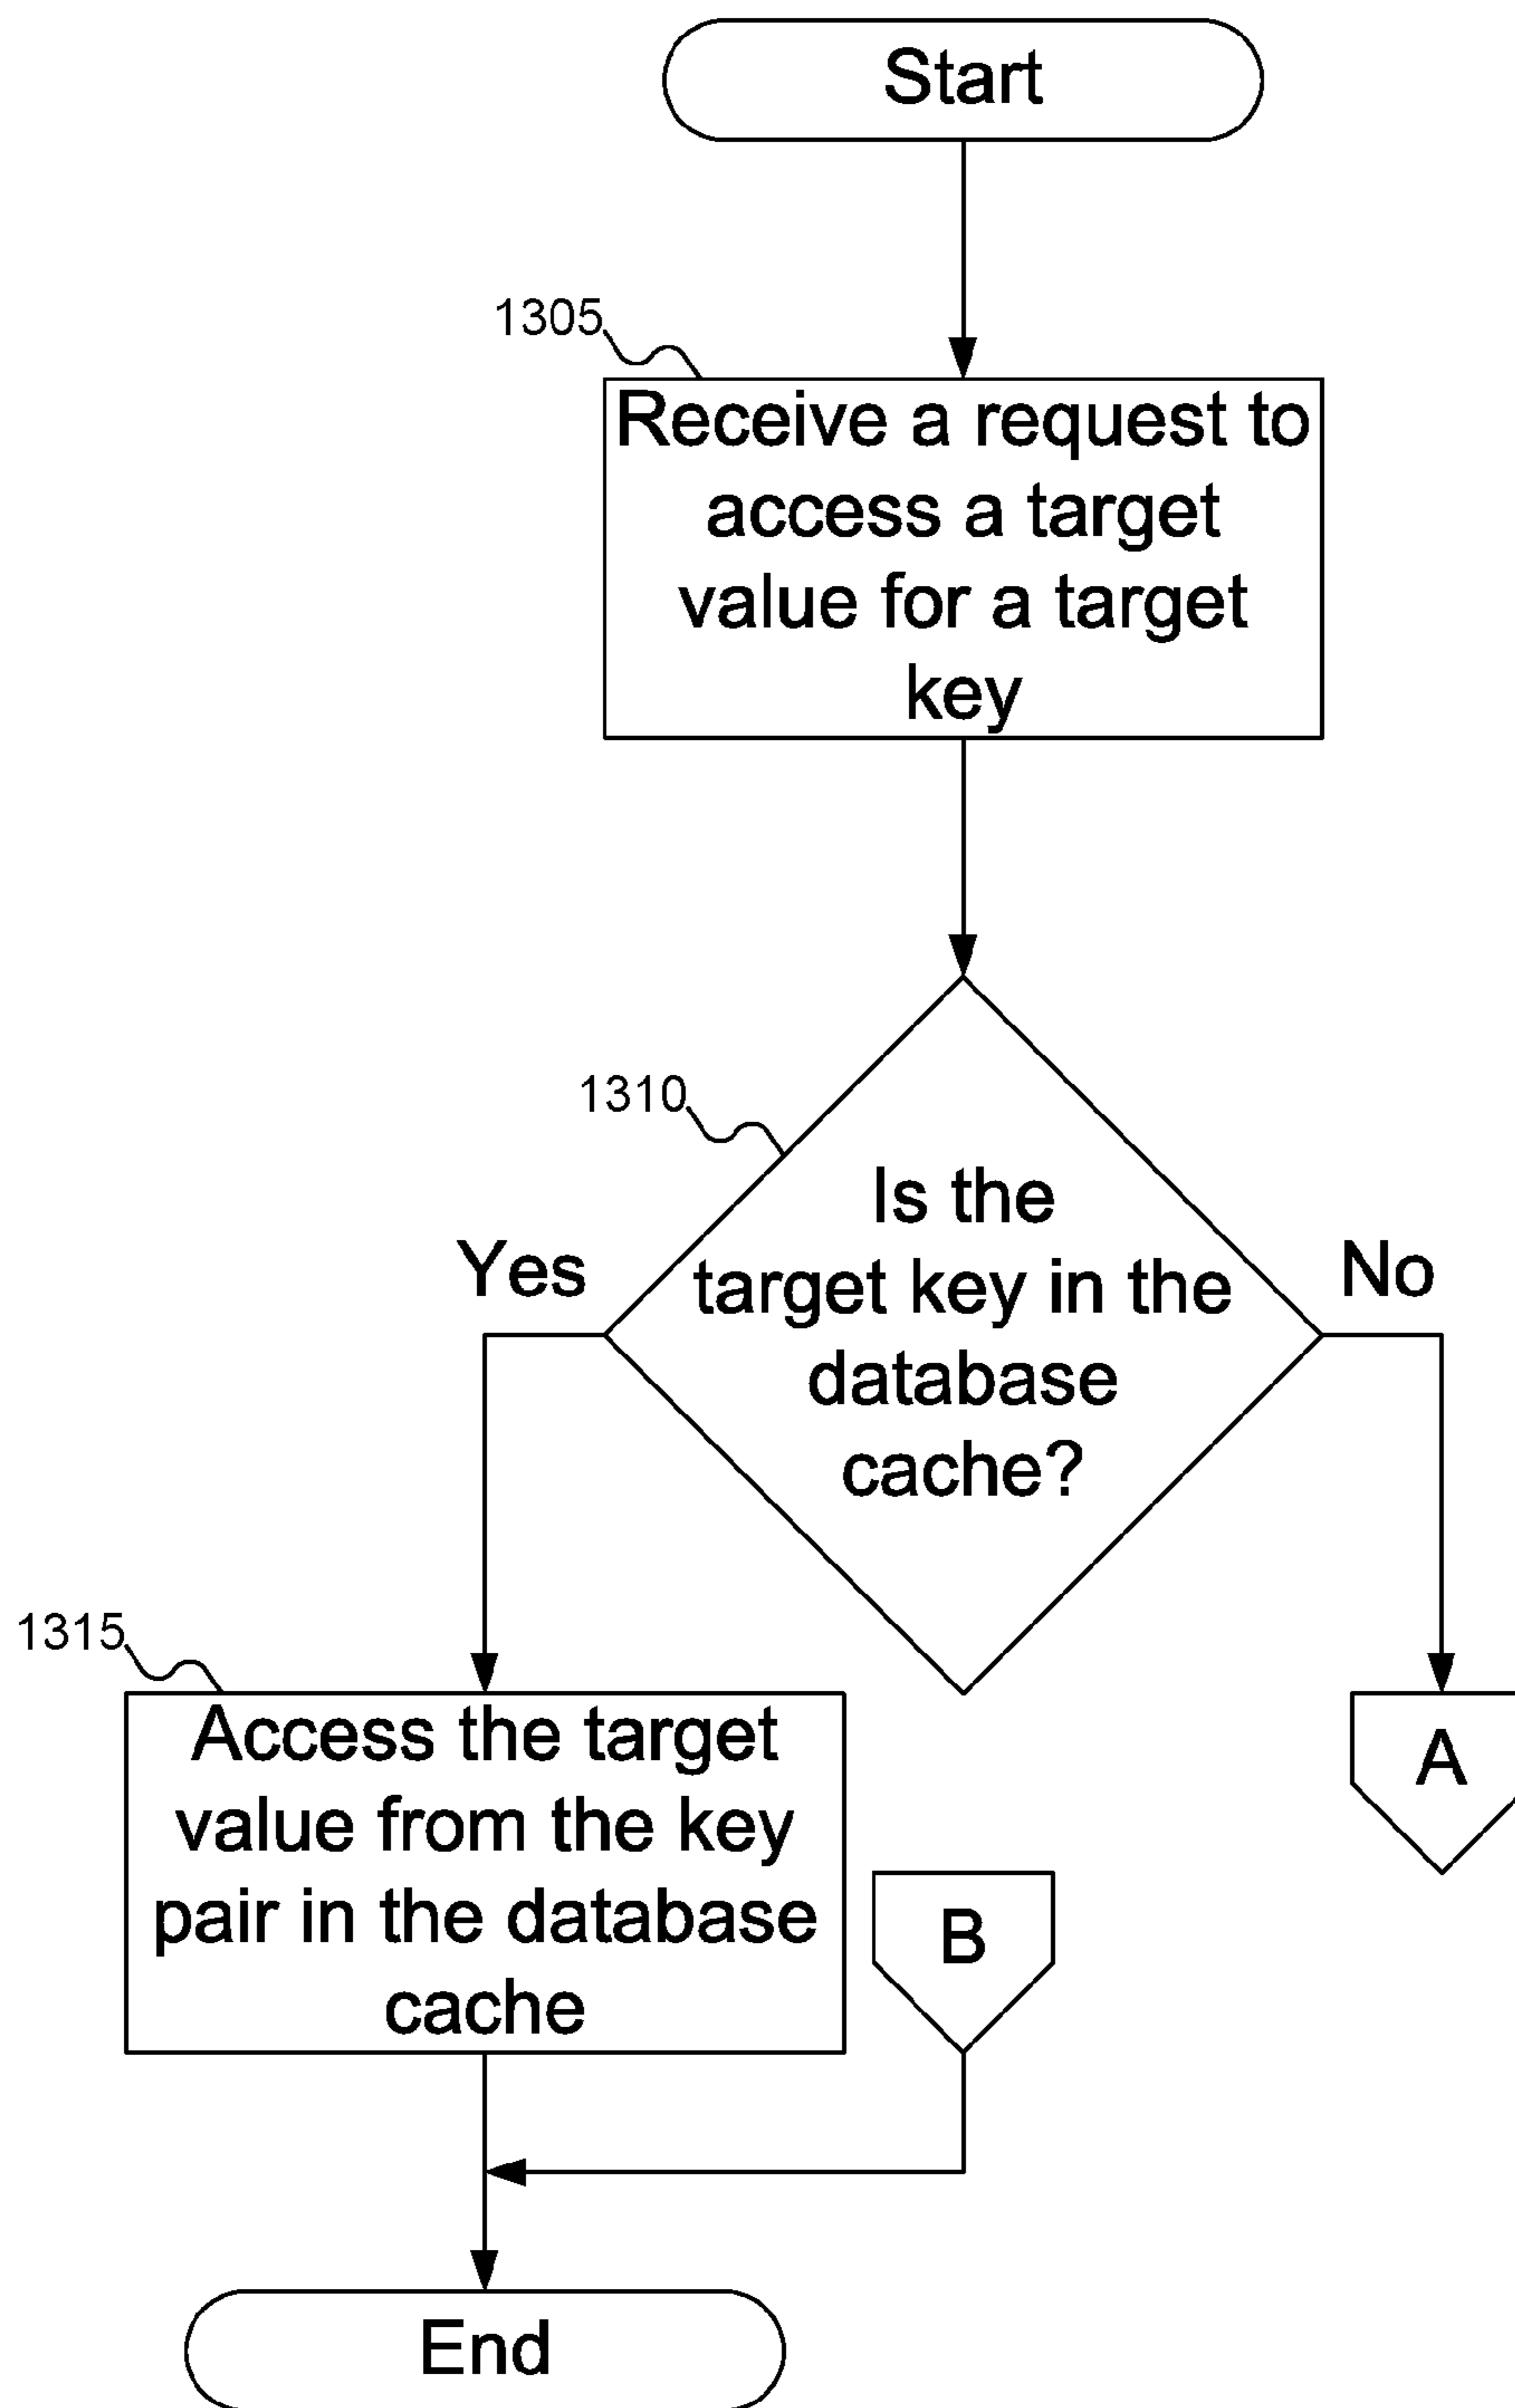 Start
1305
Receive a request to
access a target
value for a target
key
1310
Is the
target key in the
database
cache?
Yes
No
1315
Access the target
value from the key
pair in the database
cache
A
B
End